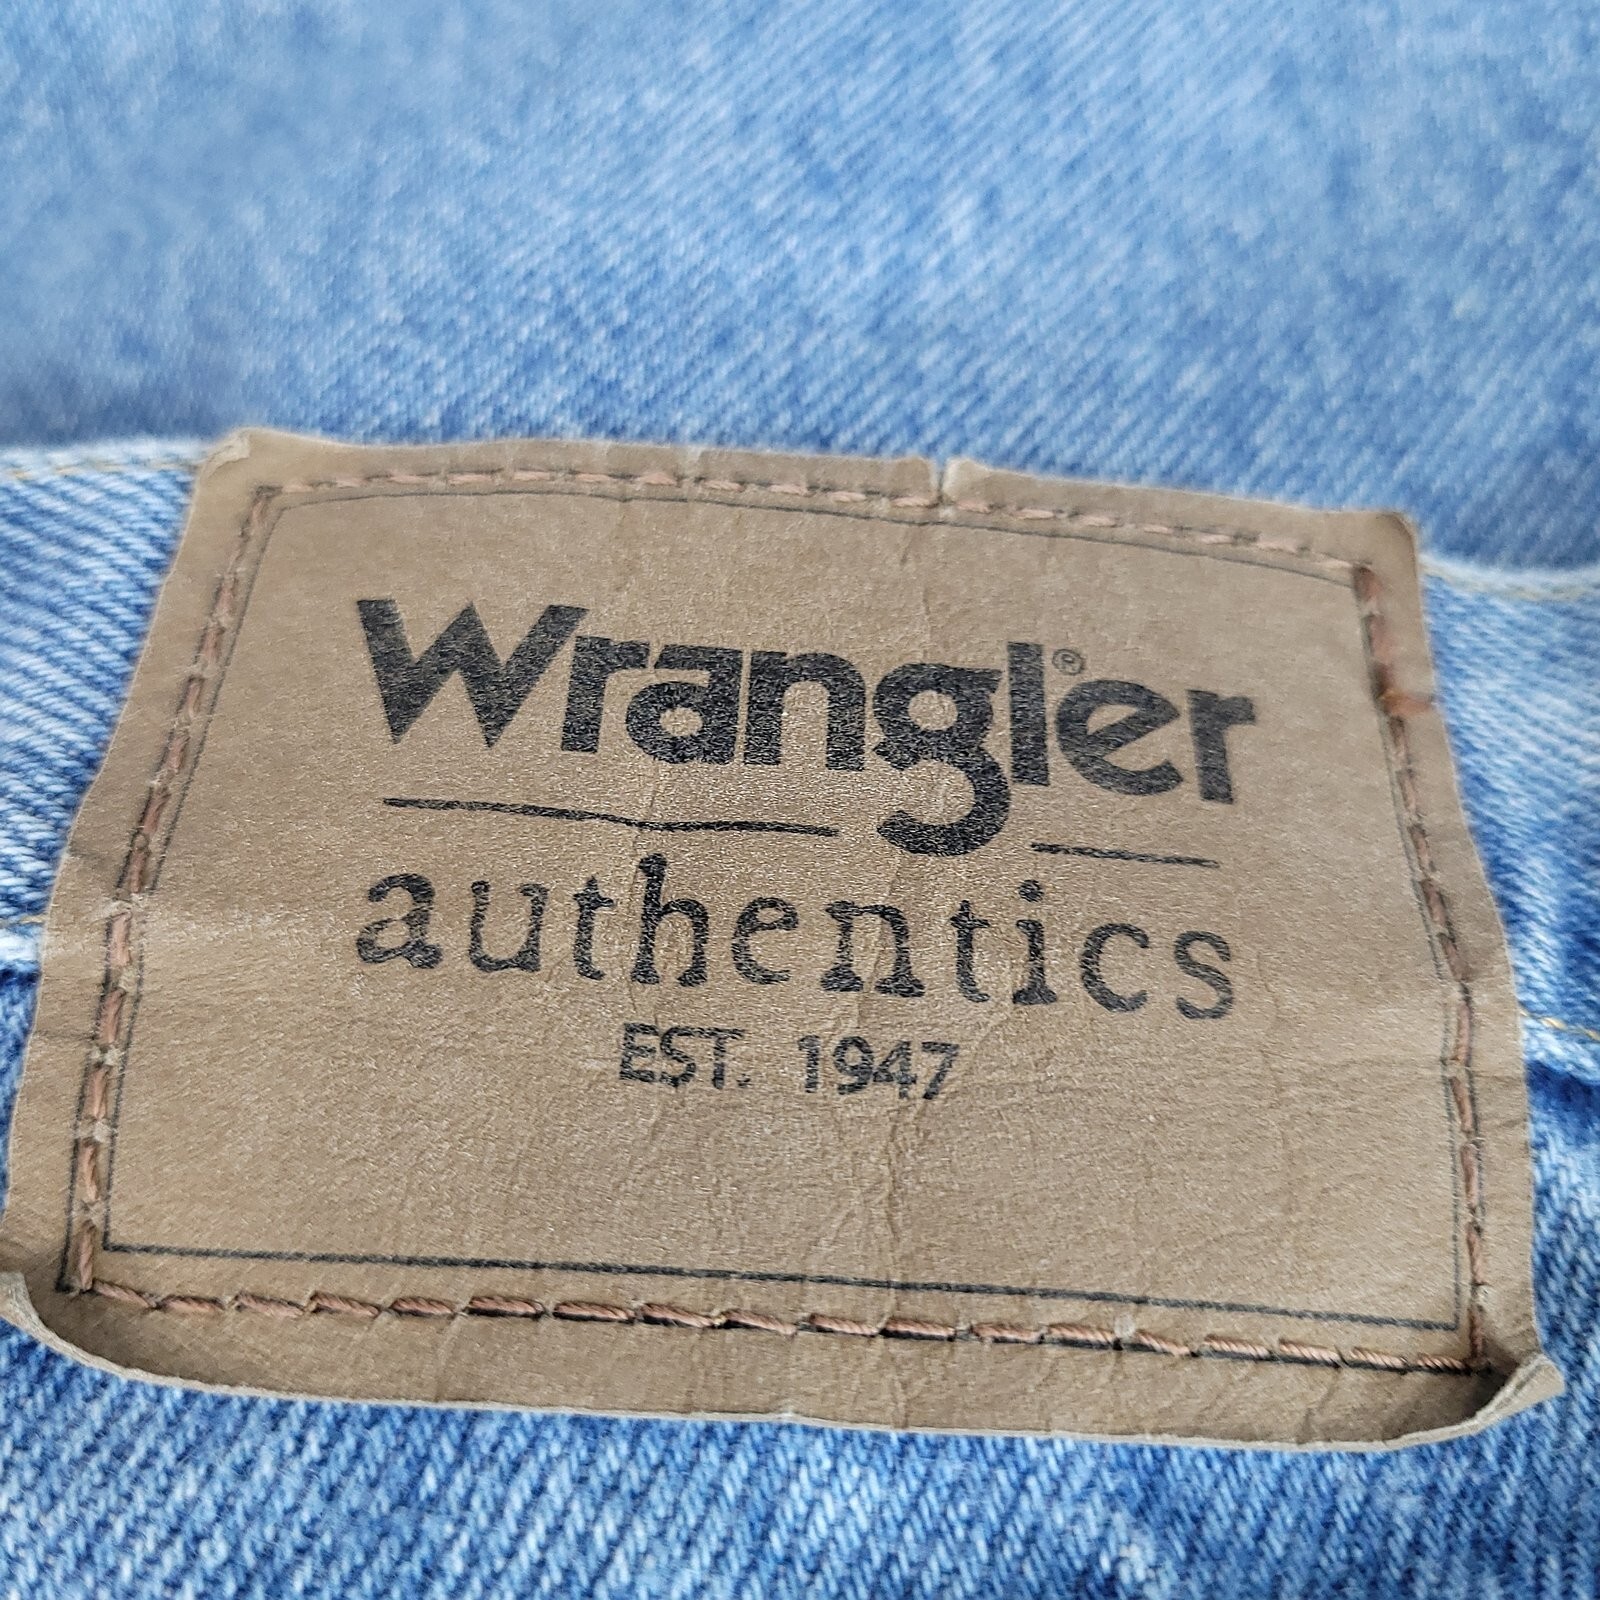 Wrangler®
authentics
EST. 1947